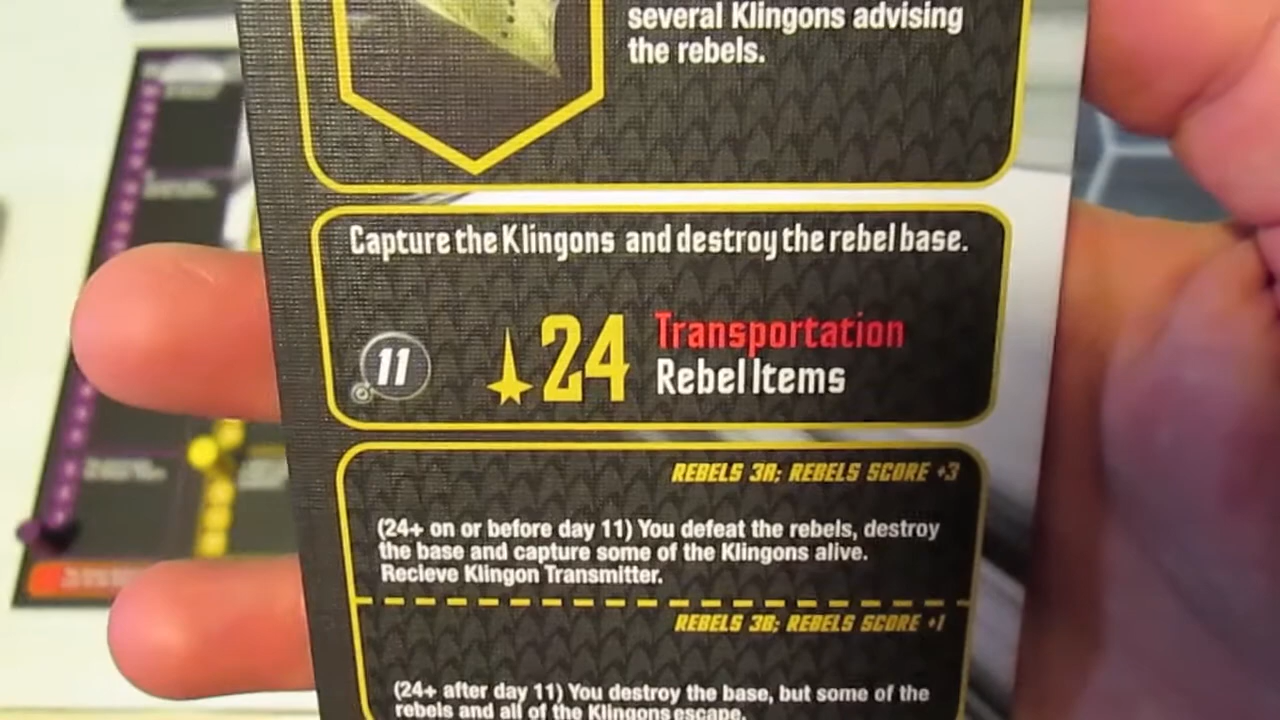 several Klingons advising
the rebels.
Capture the Klingons and destroy the rebel base.
11
24
Transportation
Rebel Items
REBELS 3A; REBELS SCORE +3
(24+ on or before day 11) You defeat the rebels, destroy
the base and capture some of the Klingons alive.
Recieve Klingon Transmitter.
REBELS 3B; REBELS SCORE +1
(24+ after day 11) You destroy the base, but some of the
rebels and all of the Klingons escape.